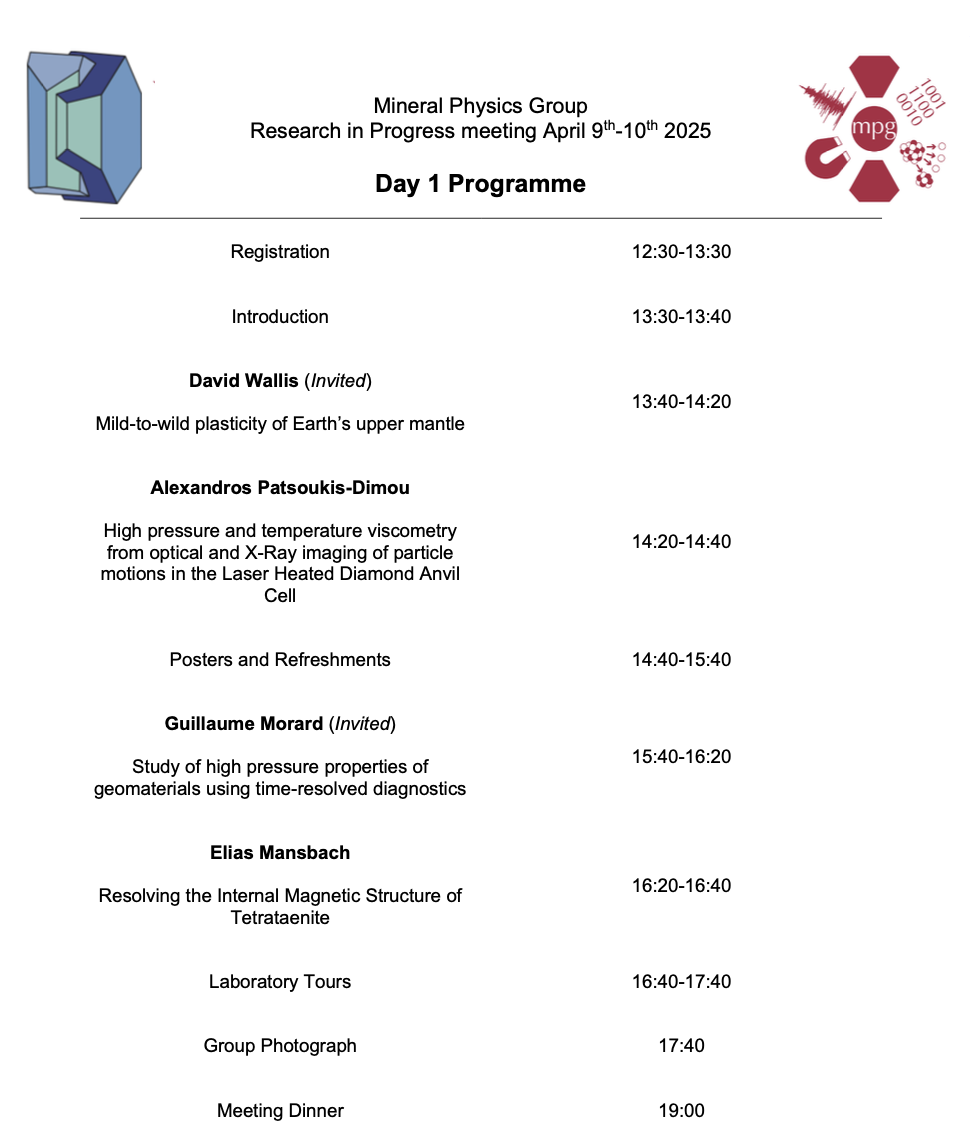 Mineral Physics Group
Research in Progress meeting April 9th-10th 2025
Day 1 Programme
1001
1100
0010
mpg
Registration 12:30-13:30
Introduction 13:30-13:40
David Wallis (Invited)
13:40-14:20
Mild-to-wild plasticity of Earth’s upper mantle
Alexandros Patsoukis-Dimou
High pressure and temperature viscometry
14:20-14:40
from optical and X-Ray imaging of particle
motions in the Laser Heated Diamond Anvil
Cell
Posters and Refreshments 14:40-15:40
Guillaume Morard (Invited)
15:40-16:20
Study of high pressure properties of
geomaterials using time-resolved diagnostics
Elias Mansbach
16:20-16:40
Resolving the Internal Magnetic Structure of
Tetrataenite
Laboratory Tours 16:40-17:40
Group Photograph 17:40
Meeting Dinner 19:00